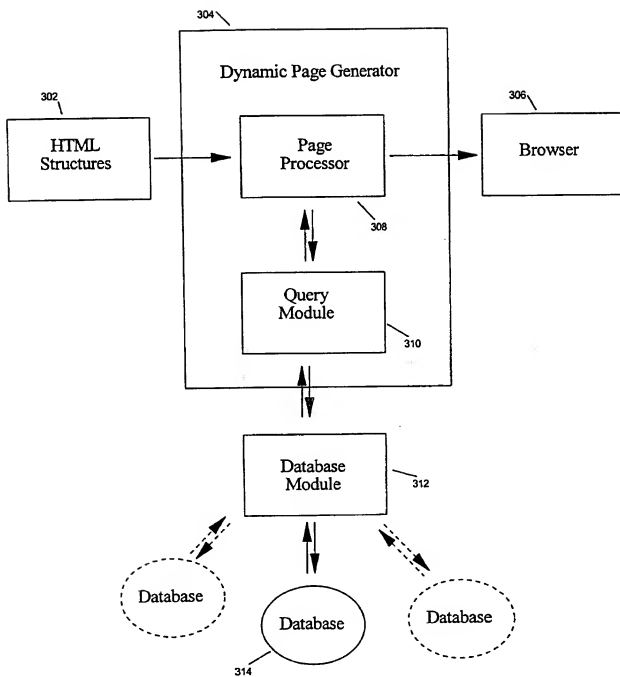 304
Dynamic Page Generator
302
HTML
Structures
Page
Processor
306
Browser
308
Query
Module
310
Database
Module
312
Database
Database
314
Database